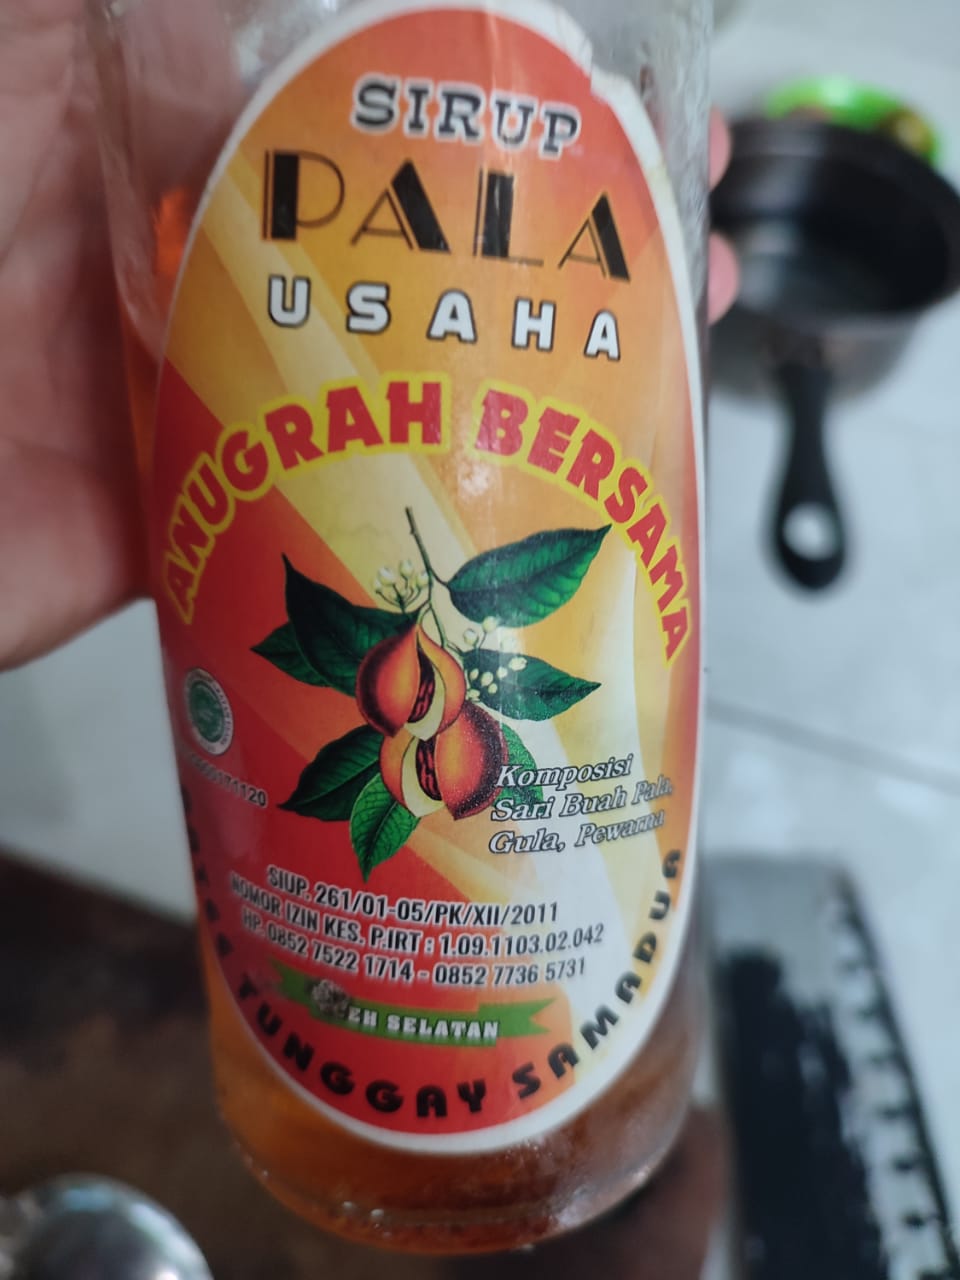 SIRUP
PALA
USAHA
ANUGRAH BERSAMA
Komposisi
Sari Buah Pala,
Gula, Pewarna
SIUP. 261/01-05/PK/XII/2011
NOMOR IZIN KES. P.IRT : 1.09.1103.02.042
HP. 0852 7522 1714 - 0852 7736 5731
SELATAN
TUNGGAY SAMADUA